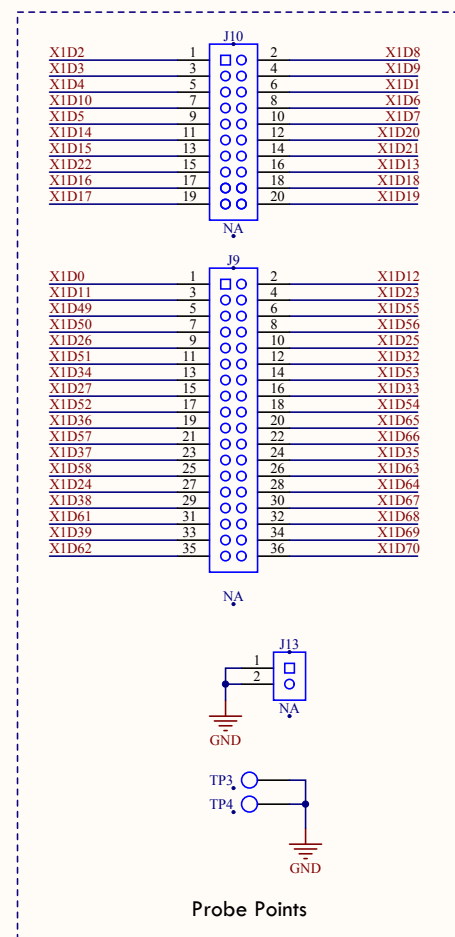 J10
X1D2 1 2 X1D8
X1D3 3 4 X1D9
X1D4 5 6 X1D1
X1D10 7 8 X1D6
X1D5 9 10 X1D7
X1D14 11 12 X1D20
X1D15 13 14 X1D21
X1D22 15 16 X1D13
X1D16 17 18 X1D18
X1D17 19 20 X1D19
NA
J9
X1D0 1 2 X1D12
X1D11 3 4 X1D23
X1D49 5 6 X1D55
X1D50 7 8 X1D56
X1D26 9 10 X1D25
X1D51 11 12 X1D32
X1D34 13 14 X1D53
X1D27 15 16 X1D33
X1D52 17 18 X1D54
X1D36 19 20 X1D65
X1D57 21 22 X1D66
X1D37 23 24 X1D35
X1D58 25 26 X1D63
X1D24 27 28 X1D64
X1D38 29 30 X1D67
X1D61 31 32 X1D68
X1D39 33 34 X1D69
X1D62 35 36 X1D70
NA
J13
1
2
NA
GND
TP3
TP4
GND
Probe Points